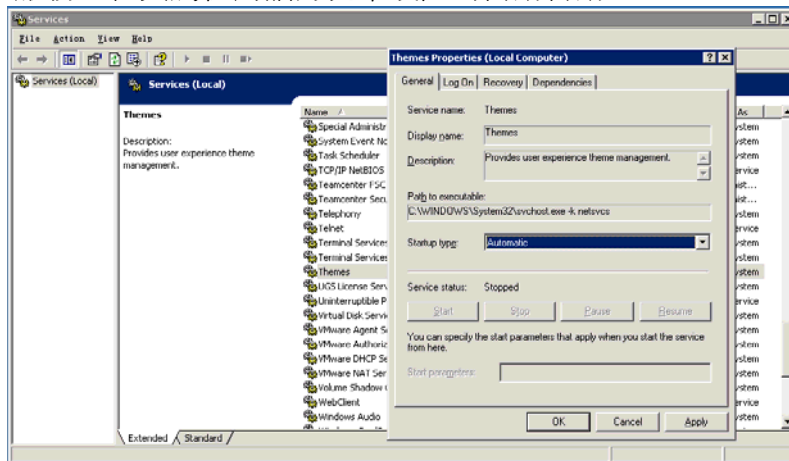 Services
File Action View Help
Services (Local)
Services (Local)
Themes
Description:
Provides user experience theme
management.
Name
Special Administr
System Event No
Task Scheduler
TCP/IP NetBIOS
Teamcenter FSC
Teamcenter Secu
Telephony
Telnet
Terminal Services
Terminal Services
Themes
UGS License Serv
Uninterruptible P
Virtual Disk Servi
VMware Agent Se
VMware Authoriz
VMware DHCP Se
VMware NAT Ser
Volume Shadow
WebClient
Windows Audio
As
ystem
ystem
ystem
ervice
ist...
ist...
ystem
ervice
ystem
ystem
ystem
ystem
ervice
ystem
ystem
ystem
ystem
ystem
ystem
ervice
ystem
Extended Standard
Themes Properties (Local Computer)
General Log On Recovery Dependencies
Service name: Themes
Display name: Themes
Description: Provides user experience theme management.
Path to executable:
C:\WINDOWS\System32\svchost.exe -k netsvcs
Startup type: Automatic
Service status: Stopped
Start Stop Pause Resume
You can specify the start parameters that apply when you start the service
from here.
Start parameters:
OK Cancel Apply